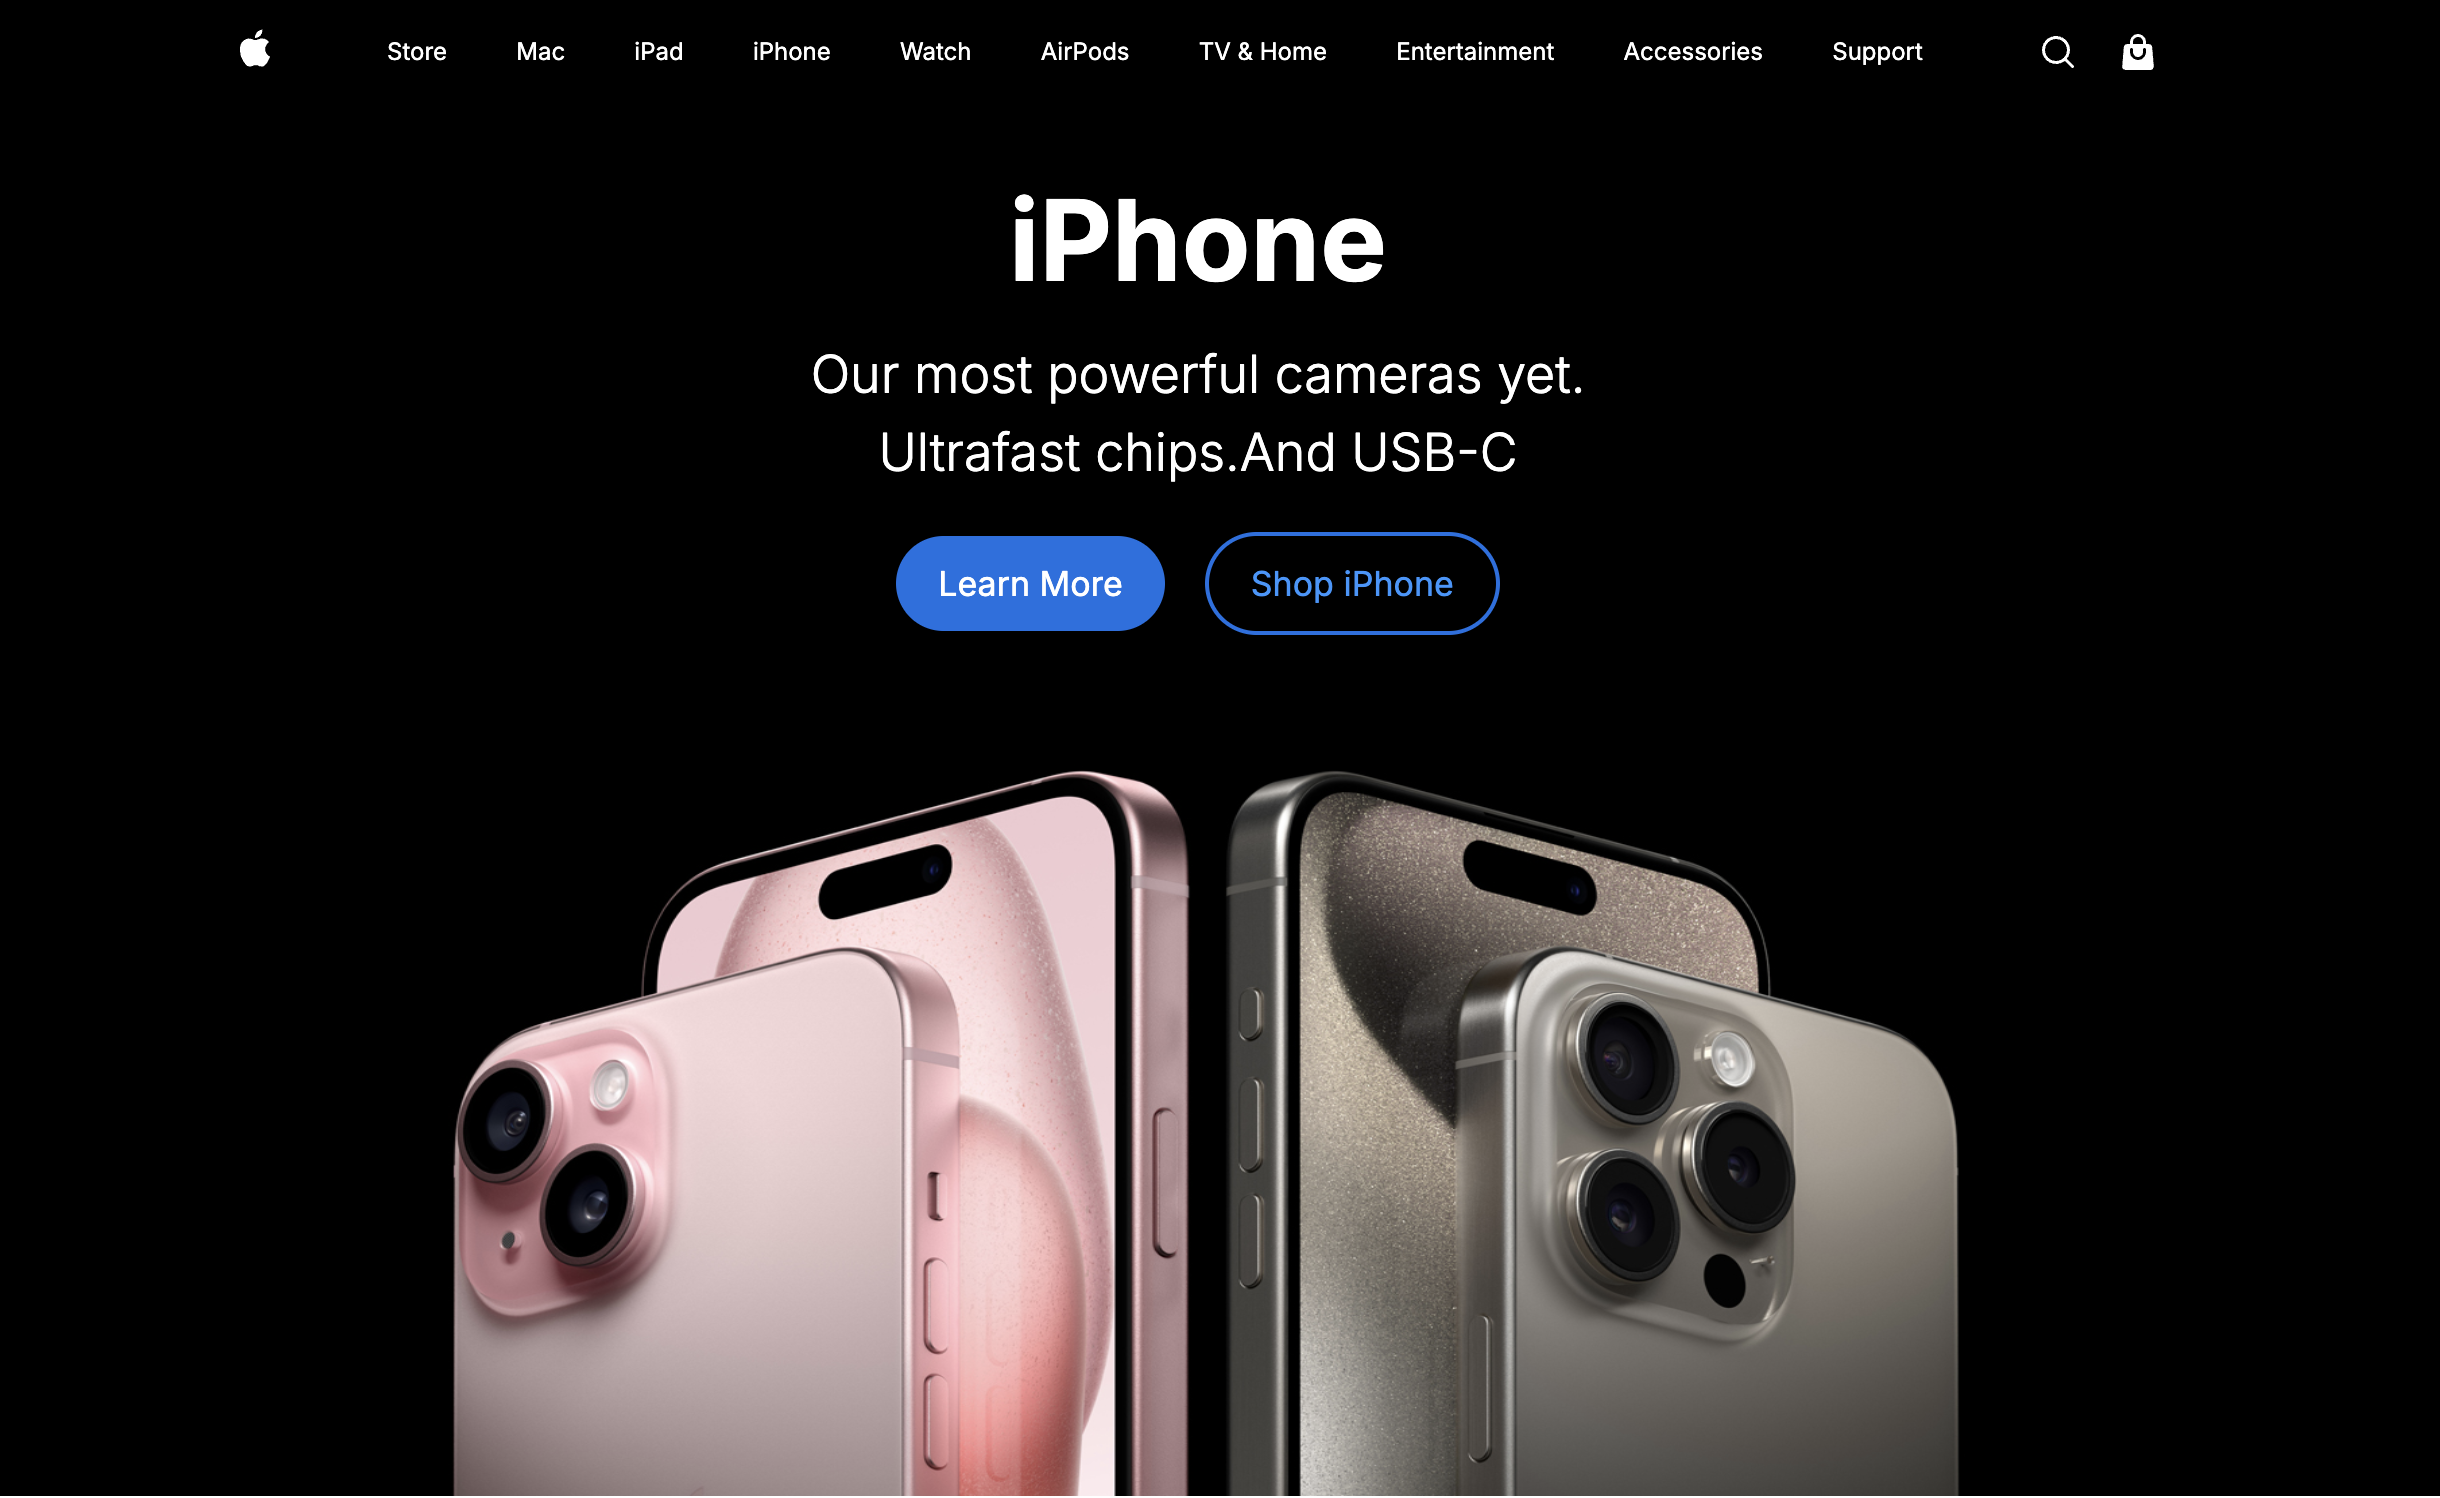 Store Mac iPad iPhone Watch AirPods TV & Home Entertainment Accessories Support
iPhone
Our most powerful cameras yet.
Ultrafast chips.And USB-C
Learn More Shop iPhone